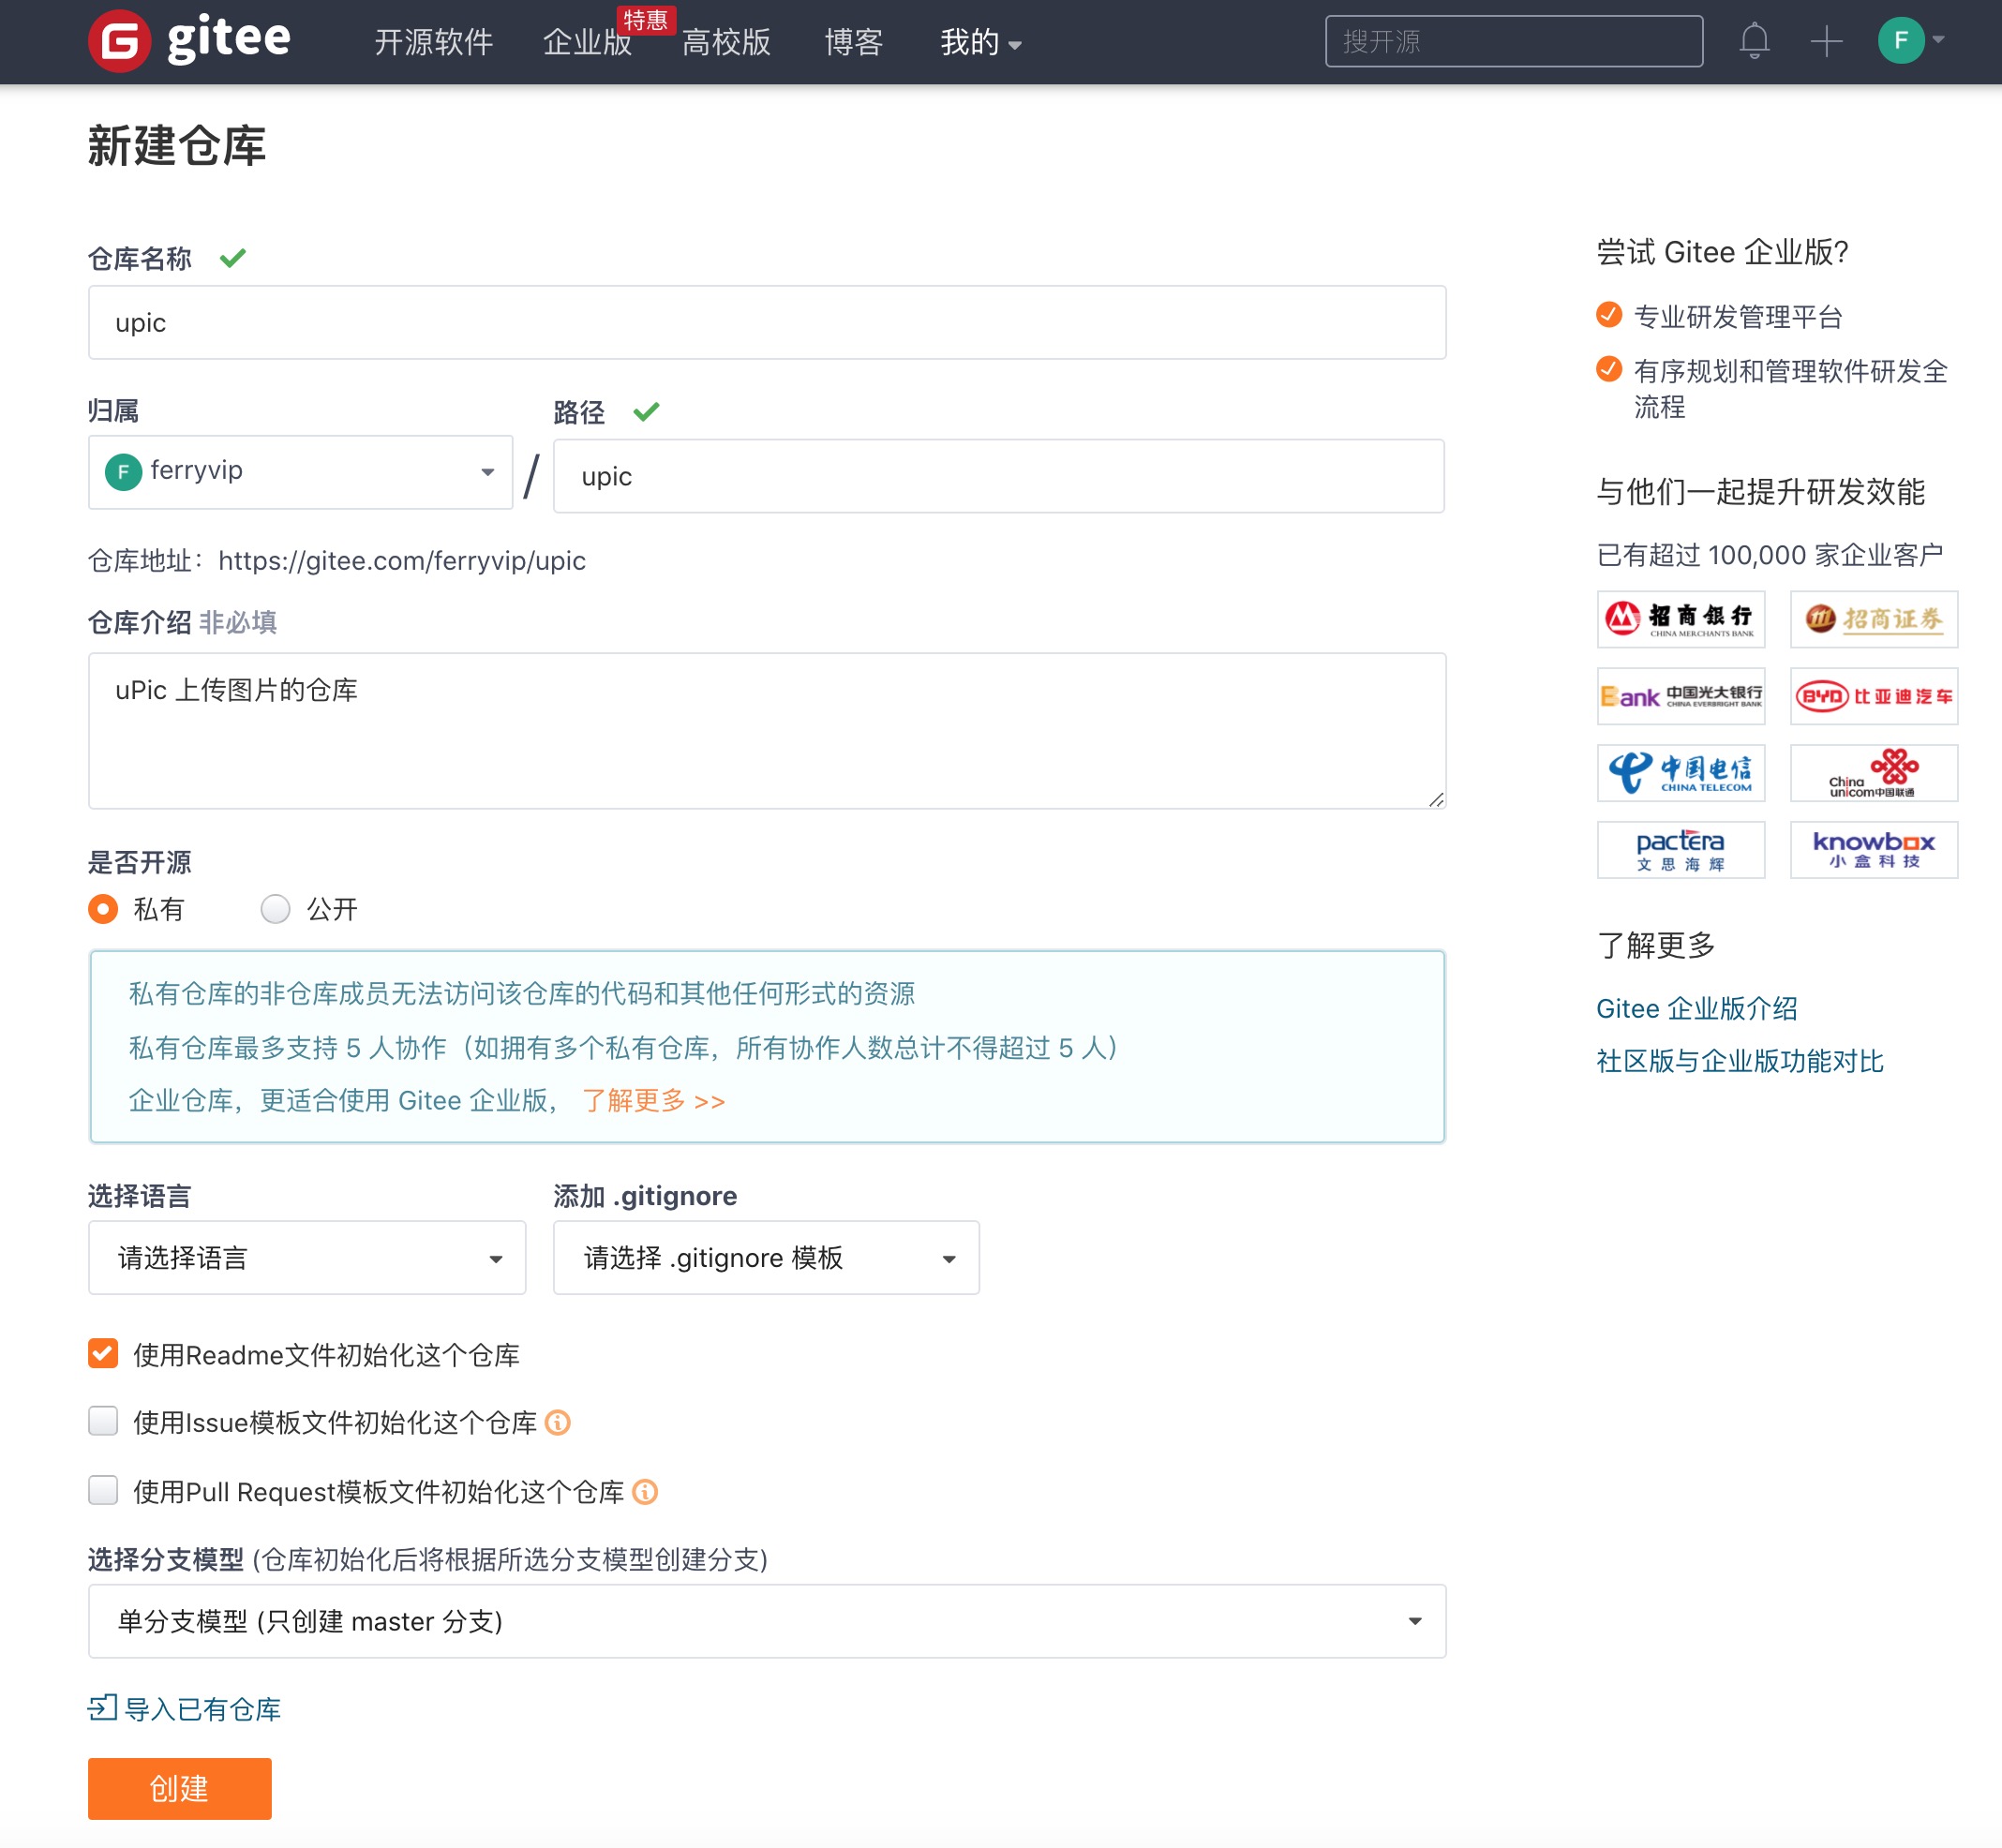 G gitee
开源软件
企业版
特惠
高校版
博客
我的
搜开源
F
新建仓库
仓库名称
upic
归属
路径
F ferryvip
/
upic
仓库地址：https://gitee.com/ferryvip/upic
仓库介绍 非必填
uPic 上传图片的仓库
是否开源
私有
公开
私有仓库的非仓库成员无法访问该仓库的代码和其他任何形式的资源
私有仓库最多支持 5 人协作（如拥有多个私有仓库，所有协作人数总计不得超过 5 人）
企业仓库，更适合使用 Gitee 企业版， 了解更多 >>
选择语言
添加 .gitignore
请选择语言
请选择 .gitignore 模板
使用Readme文件初始化这个仓库
使用Issue模板文件初始化这个仓库
使用Pull Request模板文件初始化这个仓库
选择分支模型 (仓库初始化后将根据所选分支模型创建分支)
单分支模型 (只创建 master 分支)
导入已有仓库
创建
尝试 Gitee 企业版?
专业研发管理平台
有序规划和管理软件研发全
流程
与他们一起提升研发效能
已有超过 100,000 家企业客户
招商银行
CHINA MERCHANTS BANK
招商证券
Bank 中国光大银行
CHINA EVERBRIGHT BANK
BYD 比亚迪汽车
中国电信
CHINA TELECOM
China
unicom中国联通
pactera
文思海辉
knowbox
小盒科技
了解更多
Gitee 企业版介绍
社区版与企业版功能对比